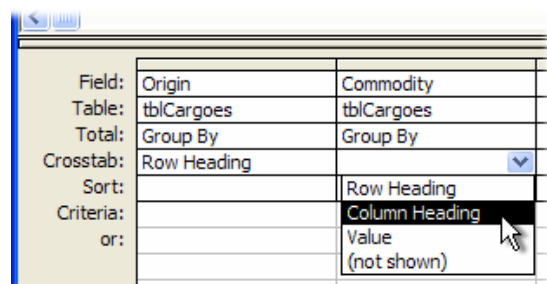 Field: Origin Commodity
Table: tblCargoes tblCargoes
Total: Group By Group By
Crosstab: Row Heading
Sort: Row Heading
Criteria: Column Heading
or: Value
(not shown)